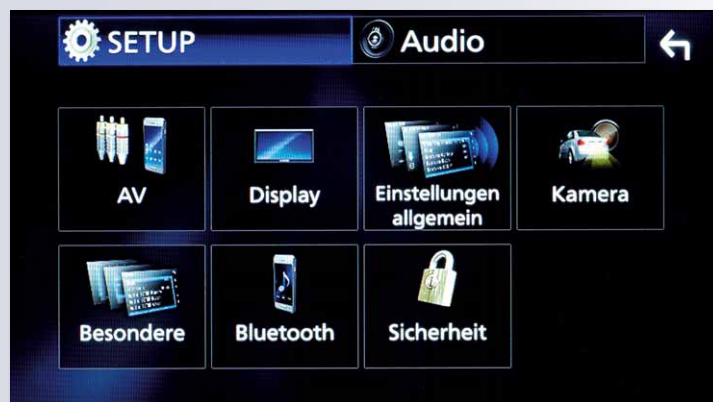 SETUP
Audio
AV
Display
Einstellungen
allgemein
Kamera
Besondere
Bluetooth
Sicherheit